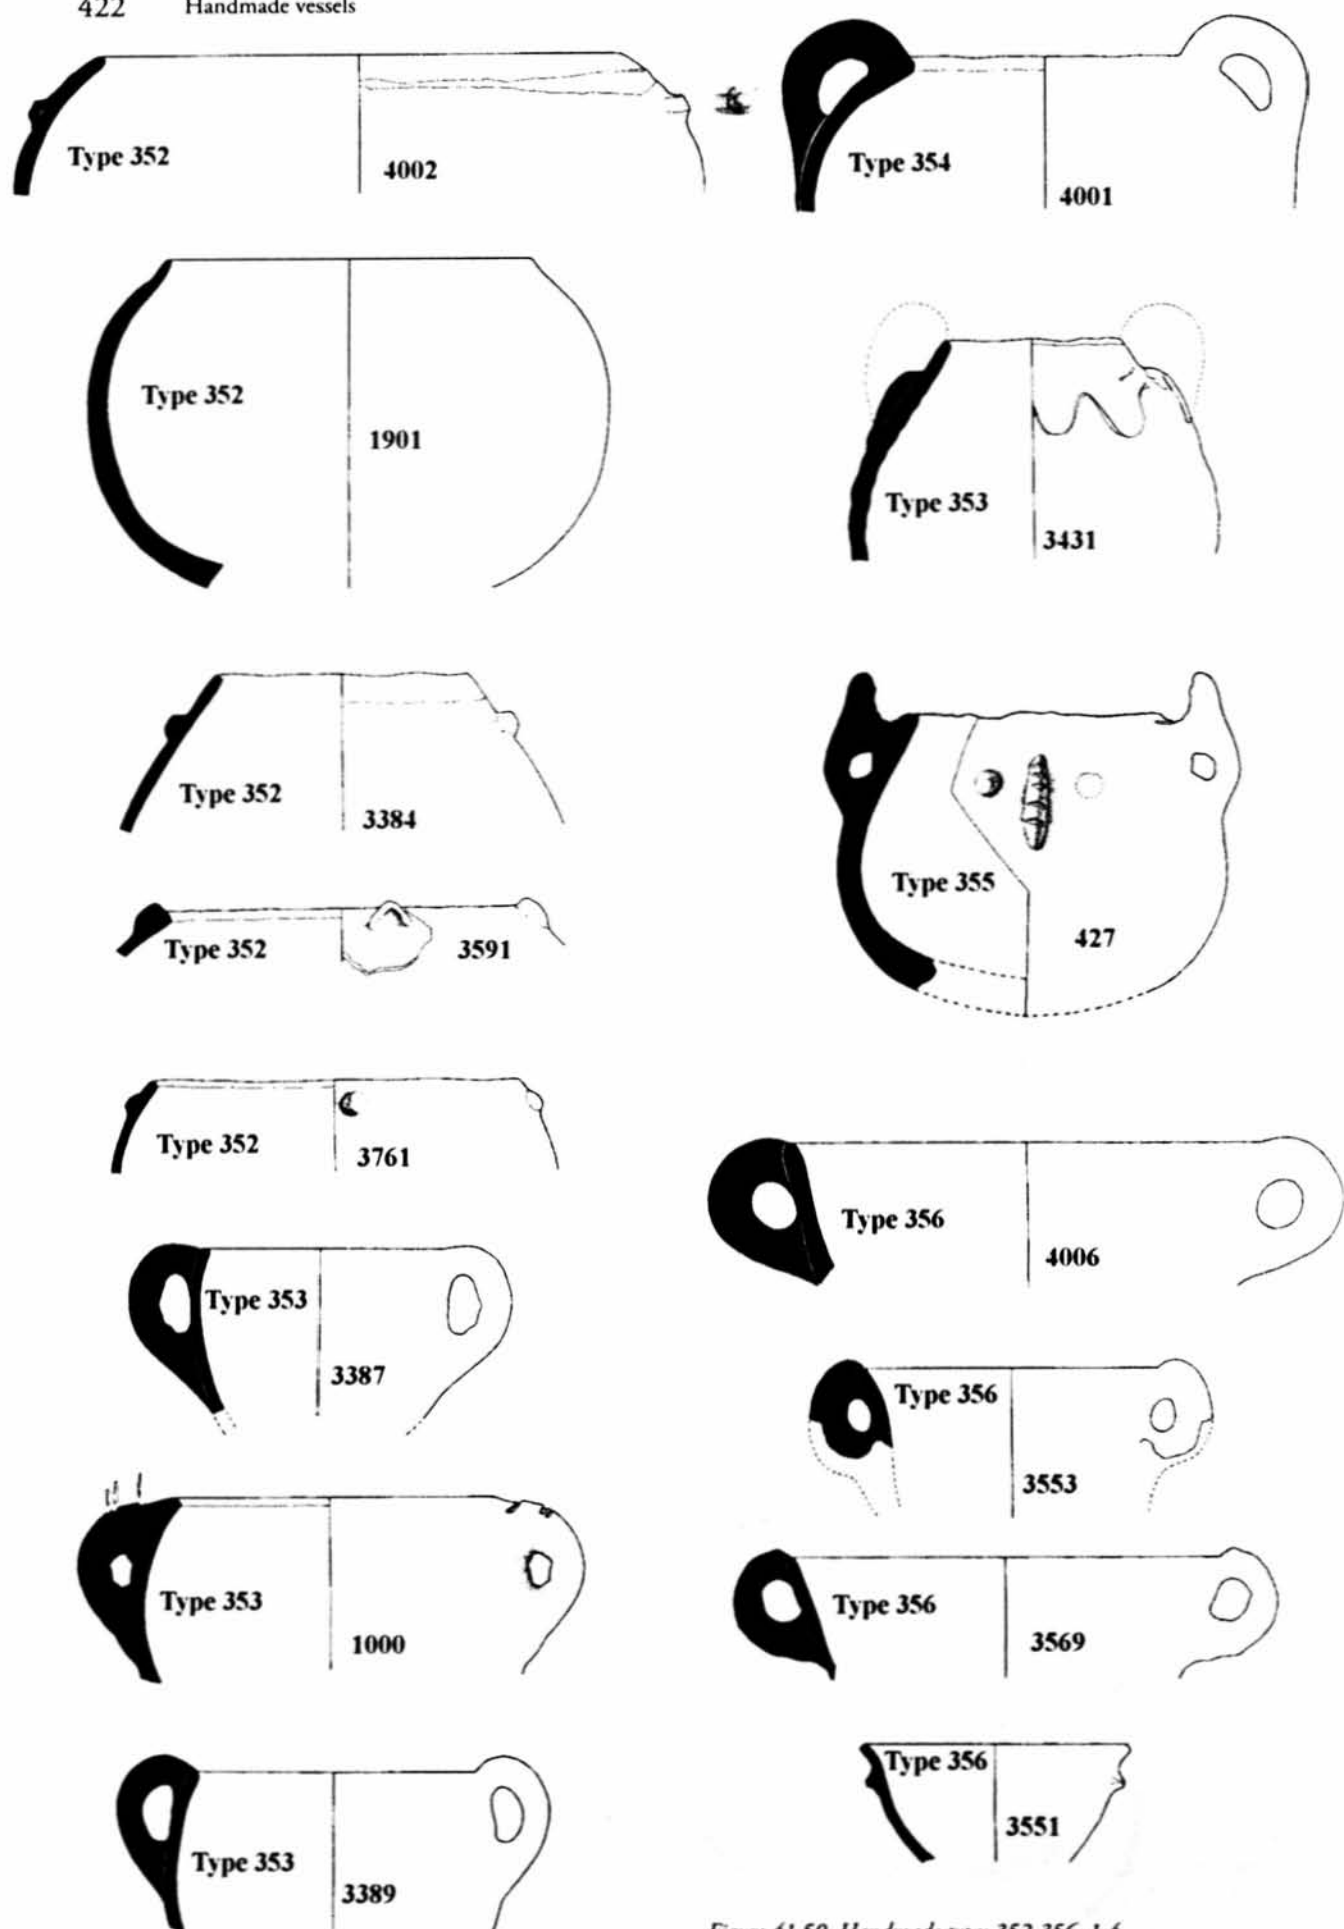 422 Handmade vessels
Type 352
4002
Type 352
1901
Type 352
3384
Type 352
3591
Type 352
3761
Type 353
3387
Type 353
1000
Type 353
3389
Type 354
4001
Type 353
3431
Type 355
427
Type 356
4006
Type 356
3553
Type 356
3569
Type 356
3551